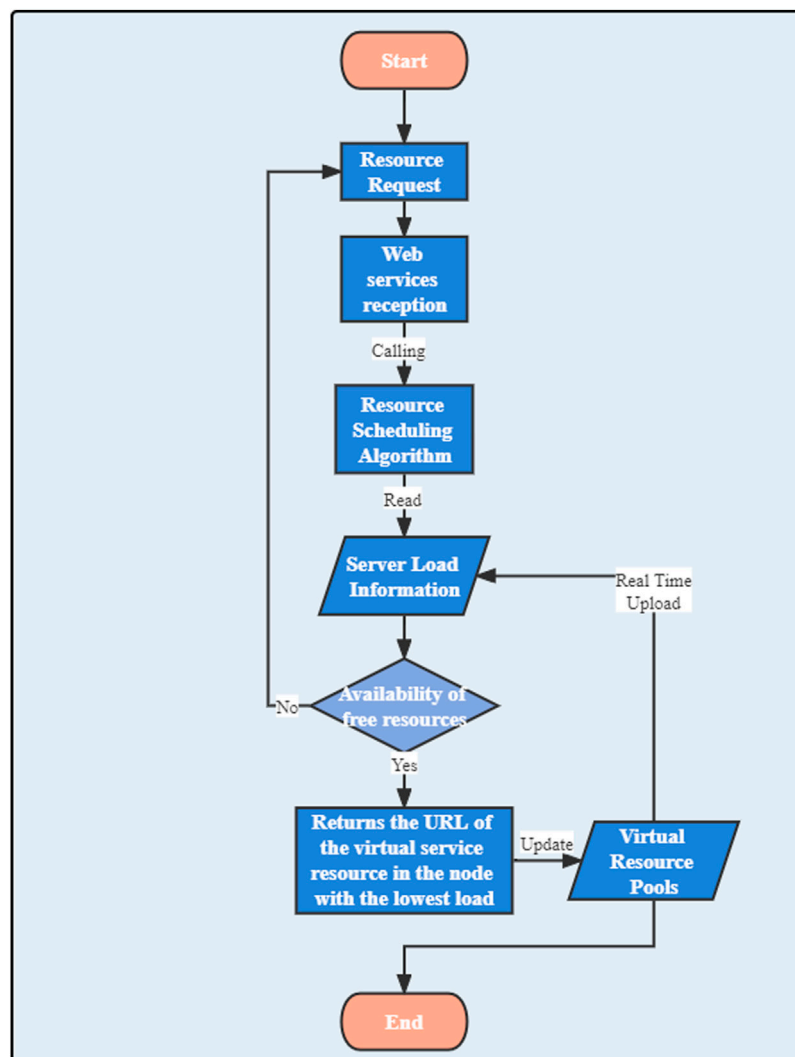 Start
Resource
Request
Web
services
reception
Calling
Resource
Scheduling
Algorithm
Read
Server Load
Information
Real Time
Upload
Availability of
free resources
No
Yes
Returns the URL of
the virtual service
resource in the node
with the lowest load
Update
Virtual
Resource
Pools
End